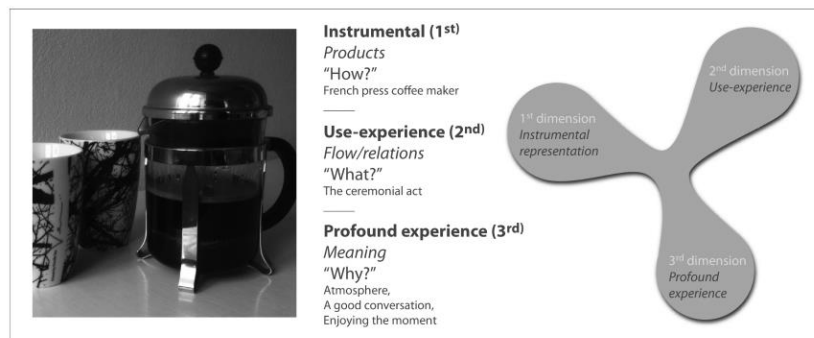 Instrumental (1st)
Products
“How?”
French press coffee maker
Use-experience (2nd)
Flow/relations
“What?”
The ceremonial act
Profound experience (3rd)
Meaning
“Why?”
Atmosphere,
A good conversation,
Enjoying the moment
1st dimension
Instrumental
representation
2nd dimension
Use-experience
3rd dimension
Profound
experience